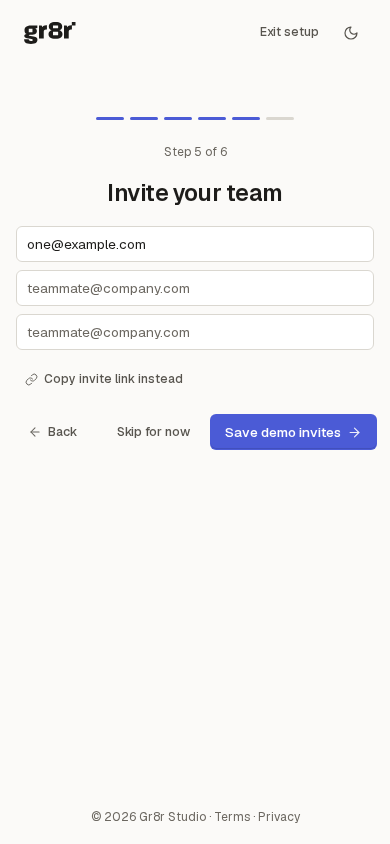 gr8r
Exit setup
Step 5 of 6
Invite your team
one@example.com
teammate@company.com
teammate@company.com
Copy invite link instead
Back
Skip for now
Save demo invites
© 2026 Gr8r Studio · Terms · Privacy